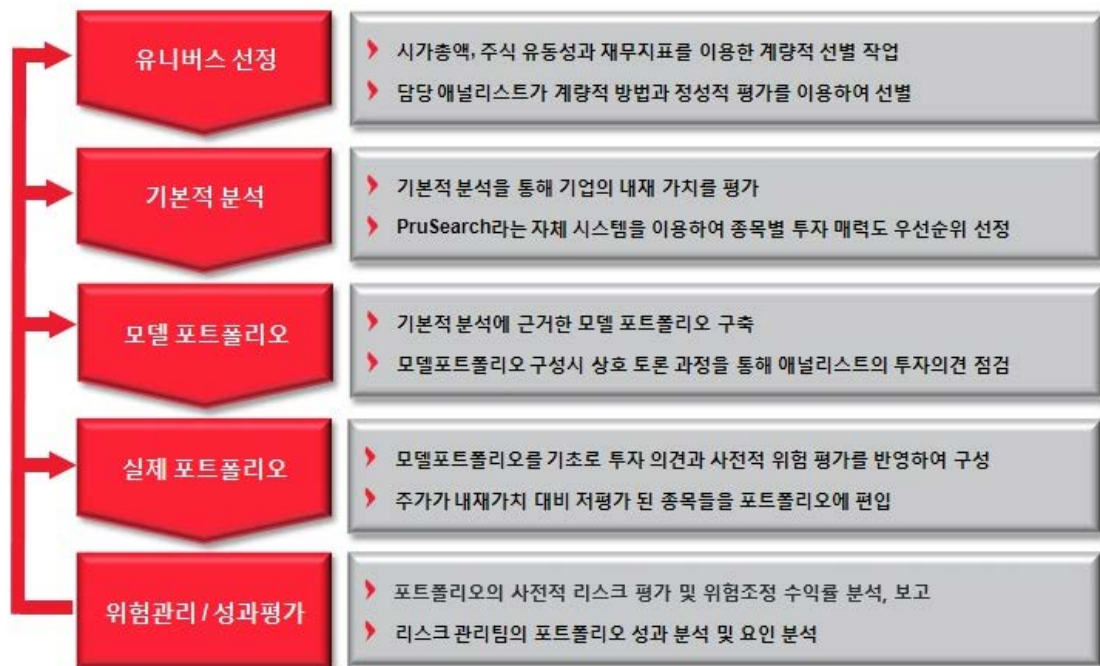 유니버스 선정
시가총액, 주식 유동성과 재무지표를 이용한 계량적 선별 작업
담당 애널리스트가 계량적 방법과 정성적 평가를 이용하여 선별
기본적 분석
기본적 분석을 통해 기업의 내재 가치를 평가
PruSearch라는 자체 시스템을 이용하여 종목별 투자 매력도 우선순위 선정
모델 포트폴리오
기본적 분석에 근거한 모델 포트폴리오 구축
모델포트폴리오 구성시 상호 토론 과정을 통해 애널리스트의 투자의견 점검
실제 포트폴리오
모델포트폴리오를 기초로 투자 의견과 사전적 위험 평가를 반영하여 구성
주가가 내재가치 대비 저평가 된 종목들을 포트폴리오에 편입
위험관리 / 성과평가
포트폴리오의 사전적 리스크 평가 및 위험조정 수익률 분석, 보고
리스크 관리팀의 포트폴리오 성과 분석 및 요인 분석